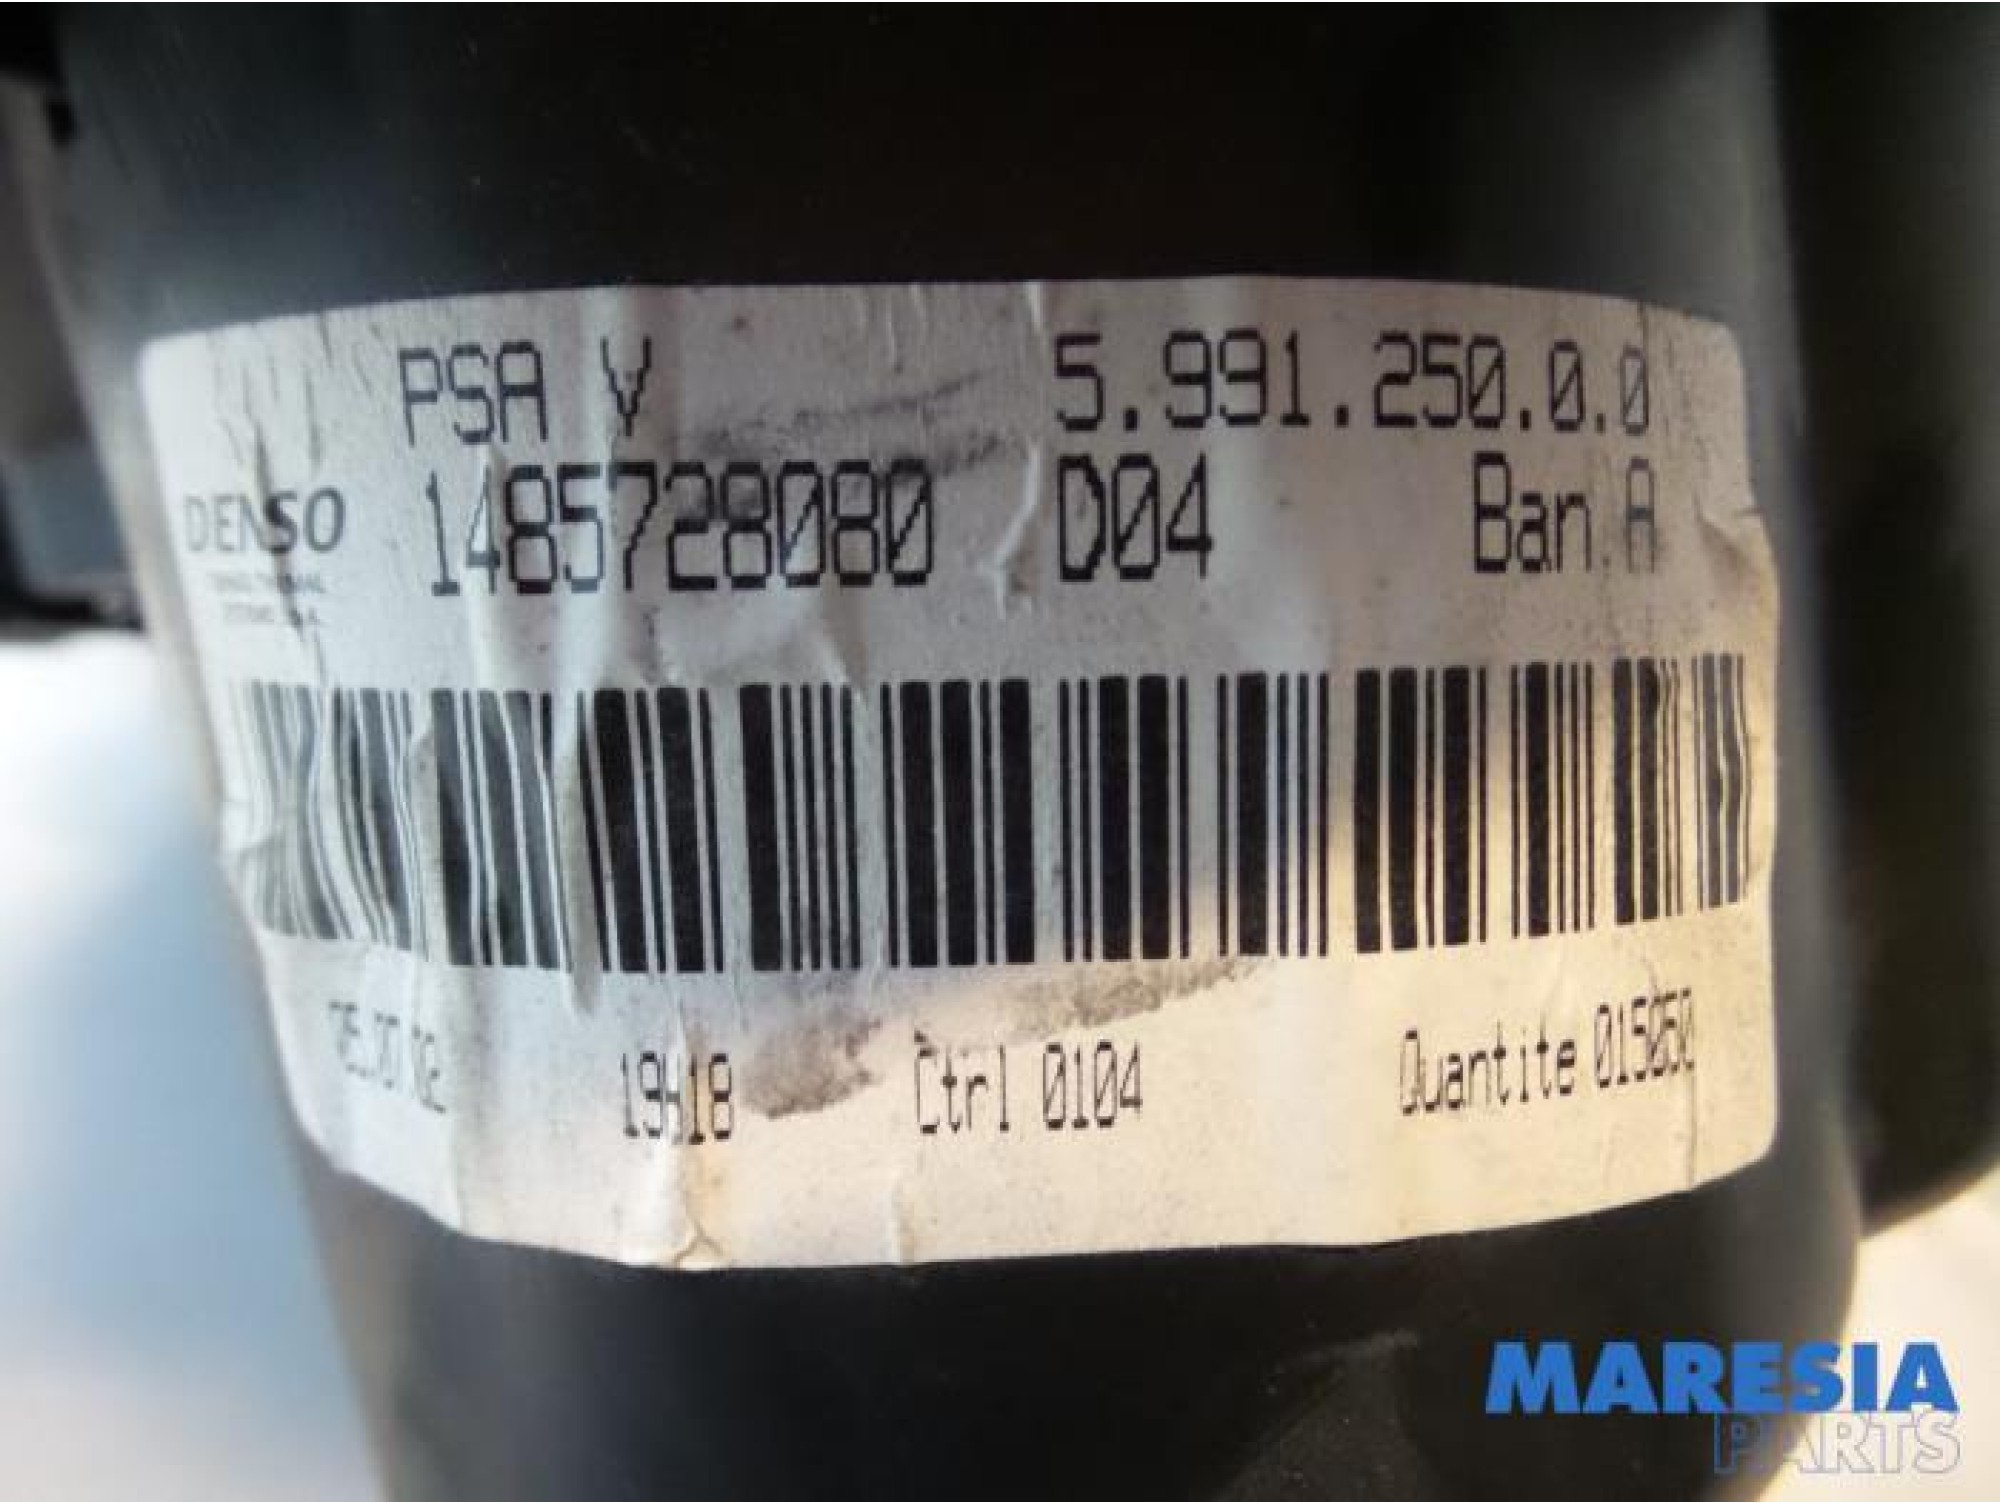 PSA V 5.991.250.0.0
DENSO 1485728080 D04 Ban.A
19H18 Ctrl 0104 Quantite 015050
MARESIA
PARTS